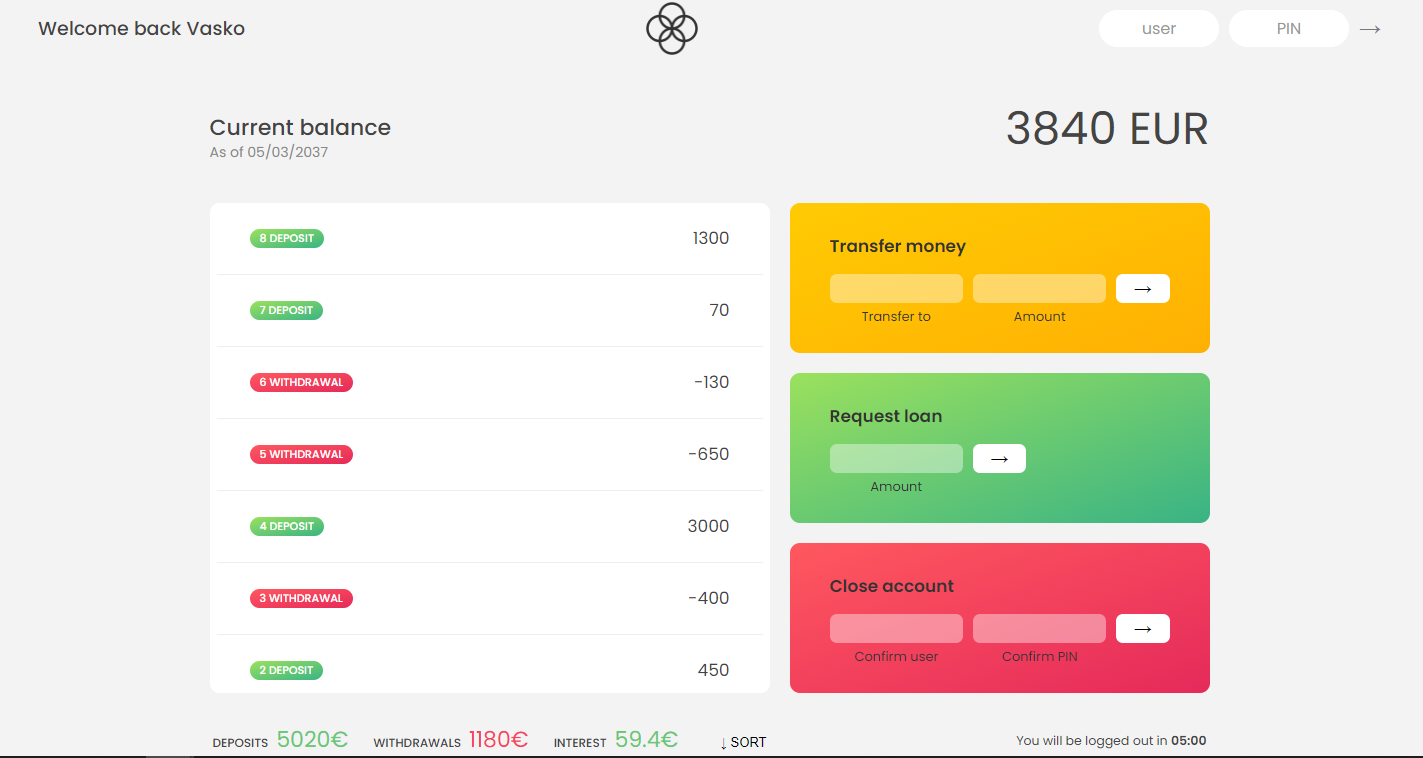 Welcome back Vasko
user
PIN
→
Current balance
As of 05/03/2037
3840 EUR
8 DEPOSIT 1300
7 DEPOSIT 70
6 WITHDRAWAL -130
5 WITHDRAWAL -650
4 DEPOSIT 3000
3 WITHDRAWAL -400
2 DEPOSIT 450
Transfer money
→
Transfer to Amount
Request loan
→
Amount
Close account
→
Confirm user Confirm PIN
DEPOSITS 5020€ WITHDRAWALS 1180€ INTEREST 59.4€ ↓ SORT
You will be logged out in 05:00